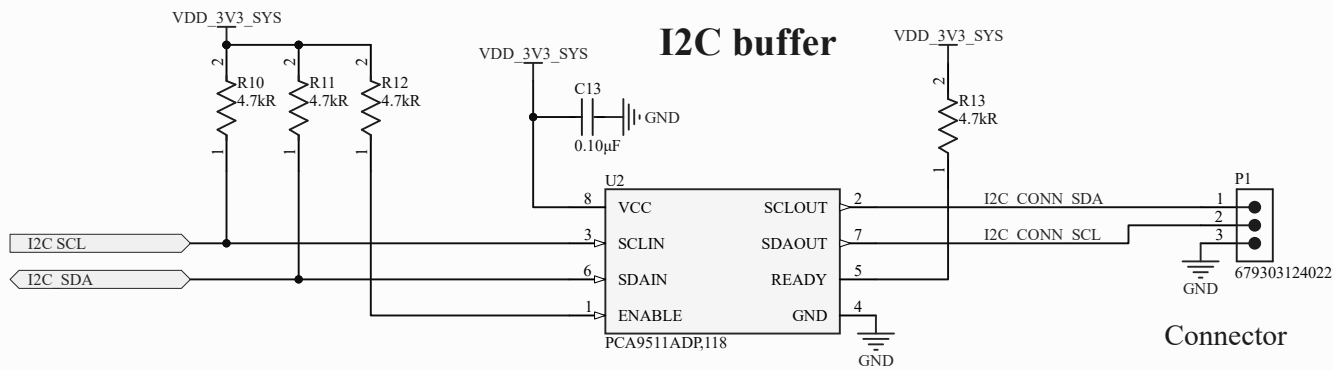 VDD_3V3_SYS
I2C buffer
VDD_3V3_SYS
VDD_3V3_SYS
2
2
2
R10
4.7kR
R11
4.7kR
R12
4.7kR
1
1
1
C13
GND
0.10µF
2
R13
4.7kR
1
U2
8
VCC
SCLOUT
2
I2C_CONN_SDA
3
SCLIN
SDAOUT
7
I2C_CONN_SCL
6
SDAIN
READY
5
1
ENABLE
GND
4
PCA9511ADP,118
GND
I2C SCL
I2C_SDA
P1
1
2
3
679303124022
GND
Connector